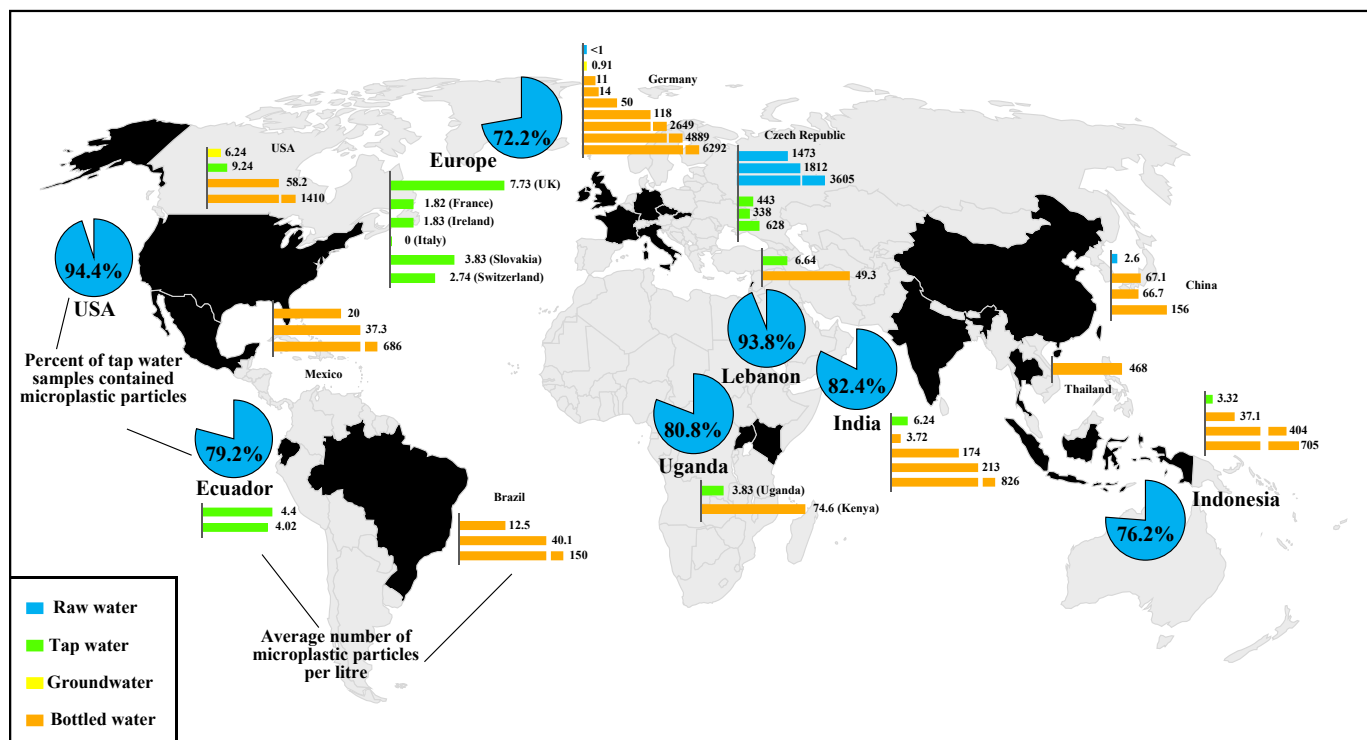 <1
0.91
11
14
50
118
2649
4889
6292
Germany
72.2%
Europe
7.73 (UK)
1.82 (France)
1.83 (Ireland)
0 (Italy)
3.83 (Slovakia)
2.74 (Switzerland)
USA
6.24
9.24
58.2
1410
94.4%
USA
Czech Republic
1473
1812
3605
443
338
628
6.64
49.3
93.8%
Lebanon
China
2.6
67.1
66.7
156
468
Thailand
82.4%
India
6.24
3.72
174
213
826
3.32
37.1
404
705
Indonesia
76.2%
20
37.3
686
Mexico
Percent of tap water
samples contained
microplastic particles
79.2%
Ecuador
4.4
4.02
80.8%
Uganda
3.83 (Uganda)
74.6 (Kenya)
Brazil
12.5
40.1
150
Average number of
microplastic particles
per litre
Raw water
Tap water
Groundwater
Bottled water